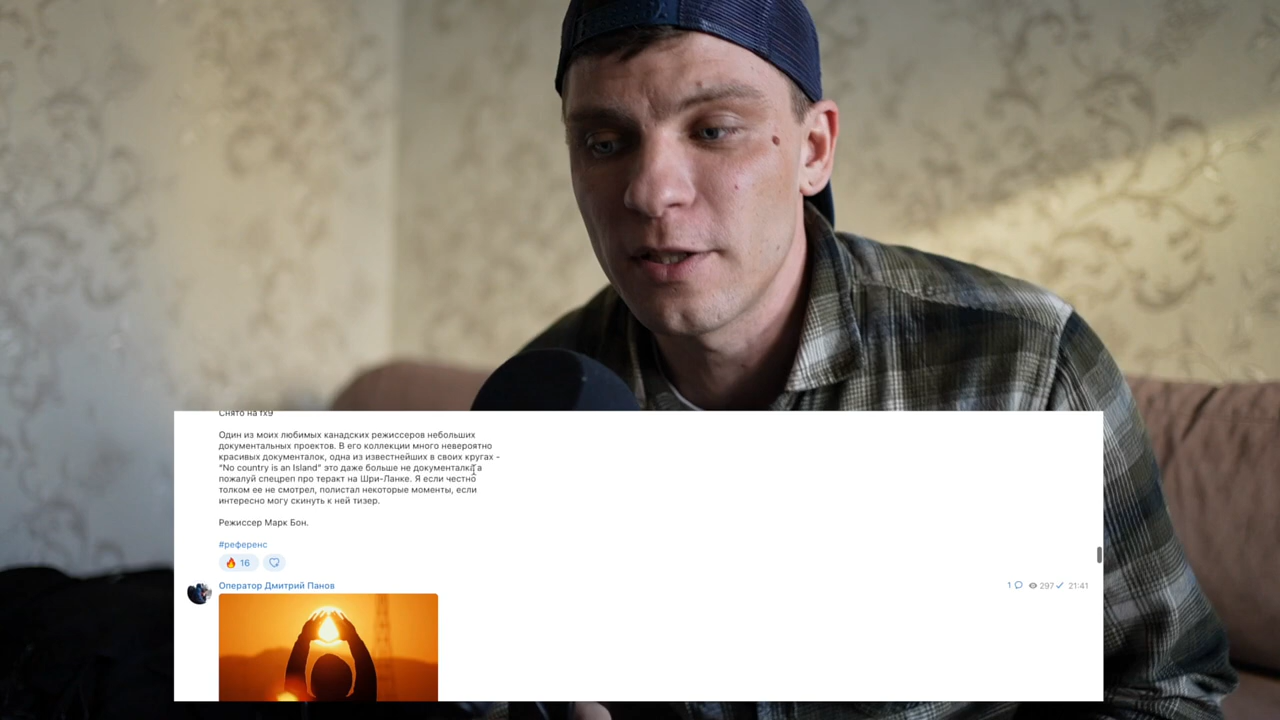 Снято на fx9
Один из моих любимых канадских режиссеров небольших
документальных проектов. В его коллекции много невероятно
красивых документалок, одна из известнейших в своих кругах -
"No country is an Island" это даже больше не документалка, а
пожалуй спецреп про теракт на Шри-Ланке. Я если честно
толком ее не смотрел, полистал некоторые моменты, если
интересно могу скинуть к ней тизер.
Режиссер Марк Бон.
#референс
16
Оператор Дмитрий Панов
1 297 21:41